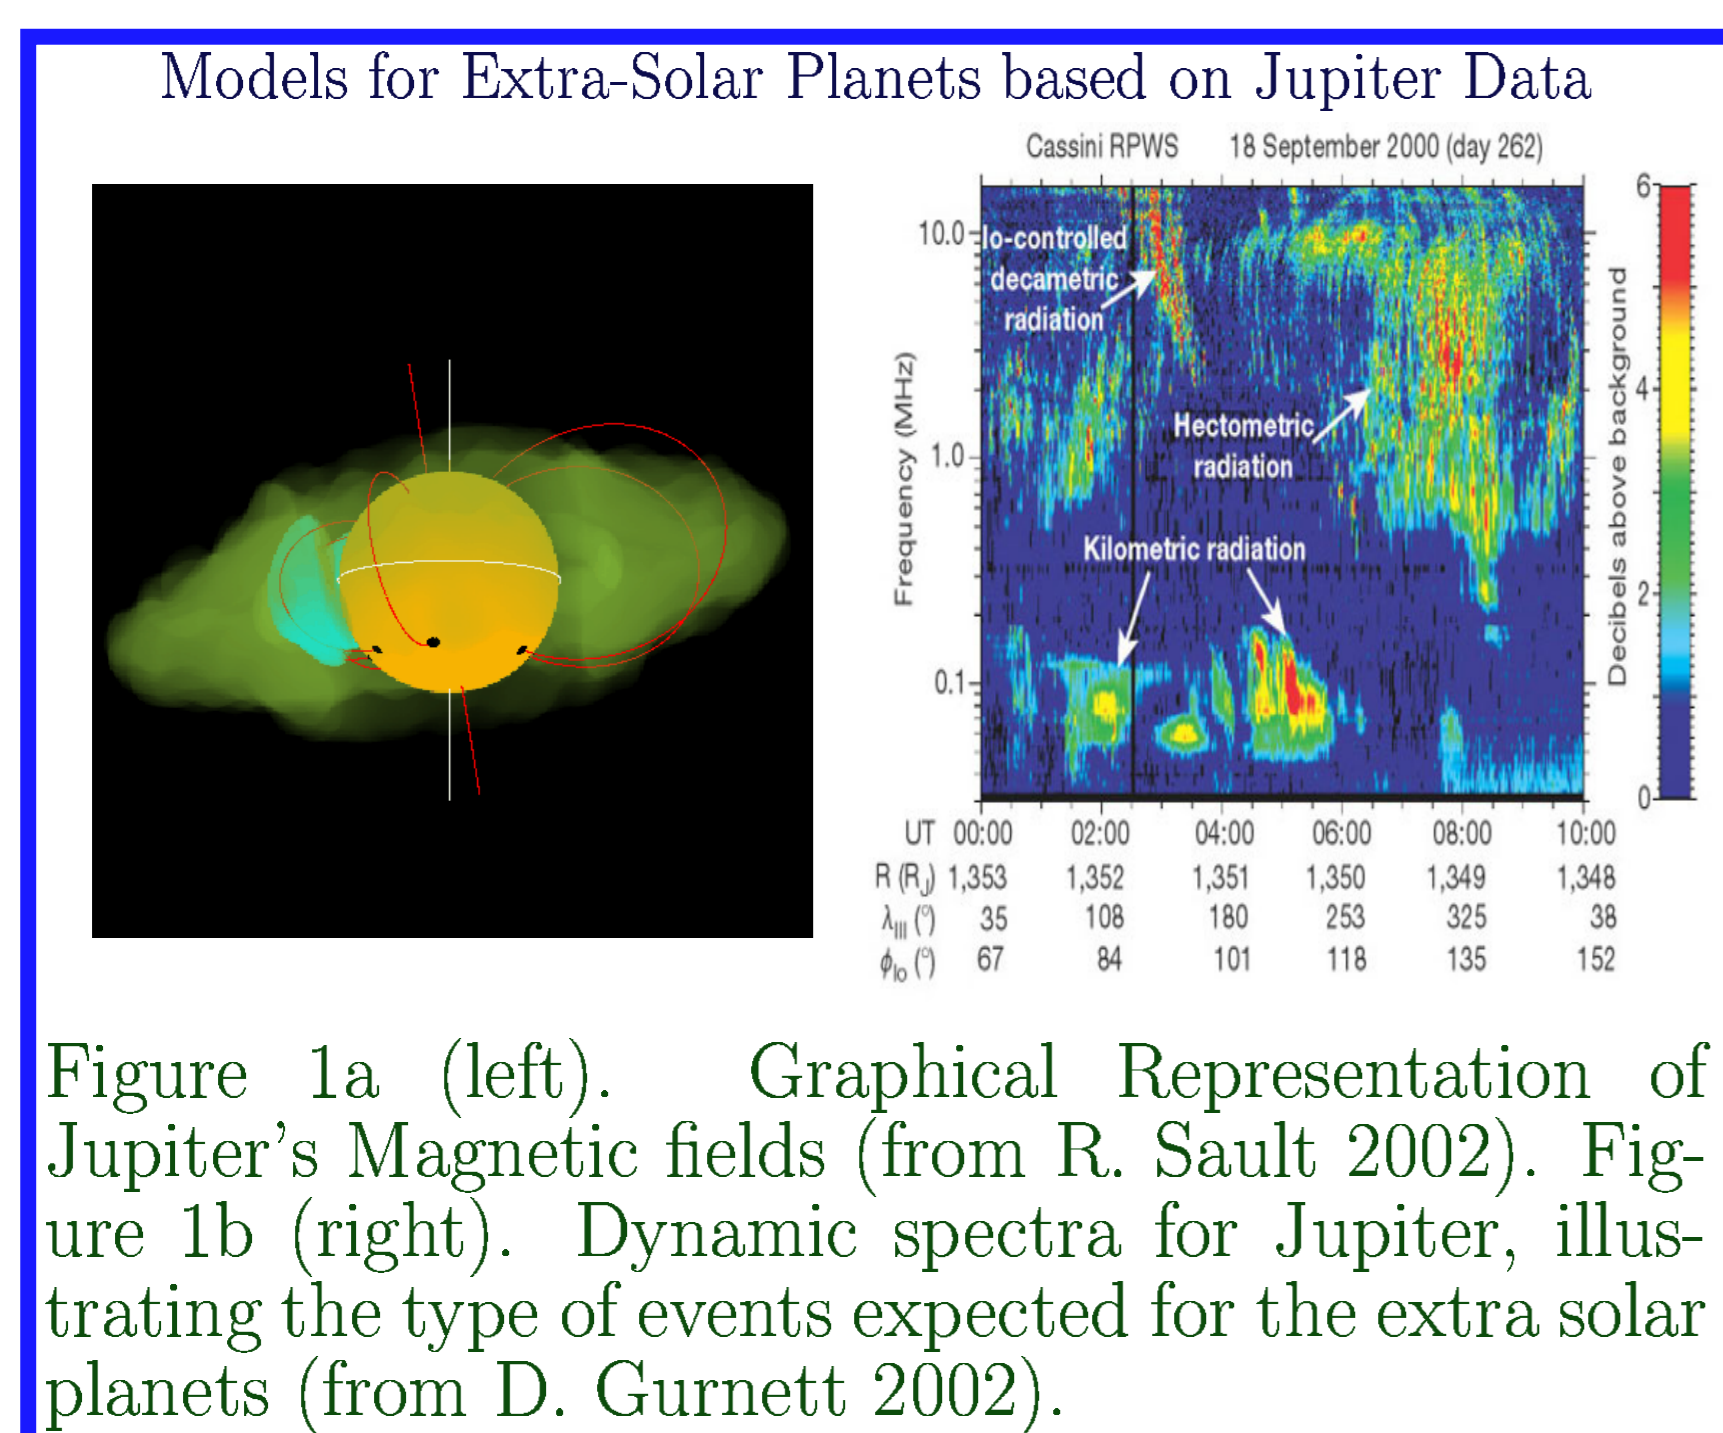 Models for Extra-Solar Planets based on Jupiter Data
Cassini RPWS 18 September 2000 (day 262)
Frequency (MHz)
10.0
1.0
0.1
Io-controlled
decametric
radiation
Hectometric
radiation
Kilometric radiation
Decibels above background
6
4
2
0
UT 00:00 02:00 04:00 06:00 08:00 10:00
R (R_J) 1,353 1,352 1,351 1,350 1,349 1,348
λ_III (°) 35 108 180 253 325 38
ϕ_Io (°) 67 84 101 118 135 152
Figure 1a (left). Graphical Representation of
Jupiter's Magnetic fields (from R. Sault 2002). Fig-
ure 1b (right). Dynamic spectra for Jupiter, illus-
trating the type of events expected for the extra solar
planets (from D. Gurnett 2002).